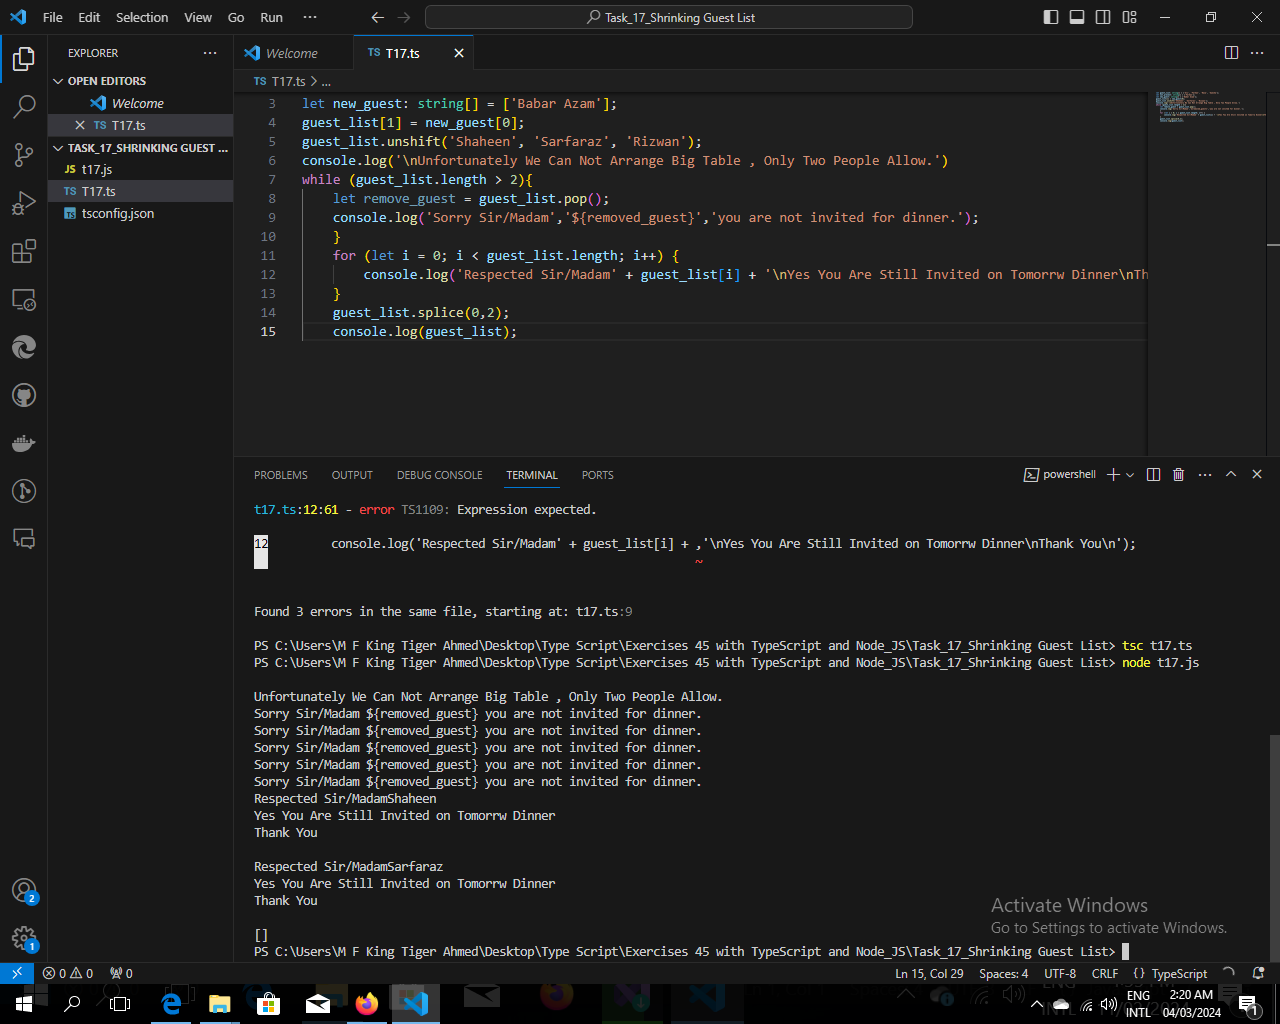 File Edit Selection View Go Run ··· Task_17_Shrinking Guest List
EXPLORER ···
OPEN EDITORS
Welcome
T17.ts
TASK_17_SHRINKING GUEST ...
JS t17.js
TS T17.ts
tsconfig.json
Welcome
TS T17.ts
TS T17.ts > ...
3 let new_guest: string[] = ['Babar Azam'];
4 guest_list[1] = new_guest[0];
5 guest_list.unshift('Shaheen', 'Sarfaraz', 'Rizwan');
6 console.log('\nUnfortunately We Can Not Arrange Big Table , Only Two People Allow.')
7 while (guest_list.length > 2){
8 let remove_guest = guest_list.pop();
9 console.log('Sorry Sir/Madam','${removed_guest}','you are not invited for dinner.');
10 }
11 for (let i = 0; i < guest_list.length; i++) {
12 console.log('Respected Sir/Madam' + guest_list[i] + '\nYes You Are Still Invited on Tomorrw Dinner\nTh
13 }
14 guest_list.splice(0,2);
15 console.log(guest_list);
PROBLEMS OUTPUT DEBUG CONSOLE TERMINAL PORTS powershell
t17.ts:12:61 - error TS1109: Expression expected.
12 console.log('Respected Sir/Madam' + guest_list[i] + ,'\nYes You Are Still Invited on Tomorrw Dinner\nThank You\n');
~
Found 3 errors in the same file, starting at: t17.ts:9
PS C:\Users\M F King Tiger Ahmed\Desktop\Type Script\Exercises 45 with TypeScript and Node_JS\Task_17_Shrinking Guest List> tsc t17.ts
PS C:\Users\M F King Tiger Ahmed\Desktop\Type Script\Exercises 45 with TypeScript and Node_JS\Task_17_Shrinking Guest List> node t17.js
Unfortunately We Can Not Arrange Big Table , Only Two People Allow.
Sorry Sir/Madam ${removed_guest} you are not invited for dinner.
Sorry Sir/Madam ${removed_guest} you are not invited for dinner.
Sorry Sir/Madam ${removed_guest} you are not invited for dinner.
Sorry Sir/Madam ${removed_guest} you are not invited for dinner.
Sorry Sir/Madam ${removed_guest} you are not invited for dinner.
Respected Sir/MadamShaheen
Yes You Are Still Invited on Tomorrw Dinner
Thank You
Respected Sir/MadamSarfaraz
Yes You Are Still Invited on Tomorrw Dinner
Thank You
[]
PS C:\Users\M F King Tiger Ahmed\Desktop\Type Script\Exercises 45 with TypeScript and Node_JS\Task_17_Shrinking Guest List>
Activate Windows
Go to Settings to activate Windows.
2
1
0 0 0 Ln 15, Col 29 Spaces: 4 UTF-8 CRLF {} TypeScript
ENG 2:20 AM
INTL 04/03/2024
1